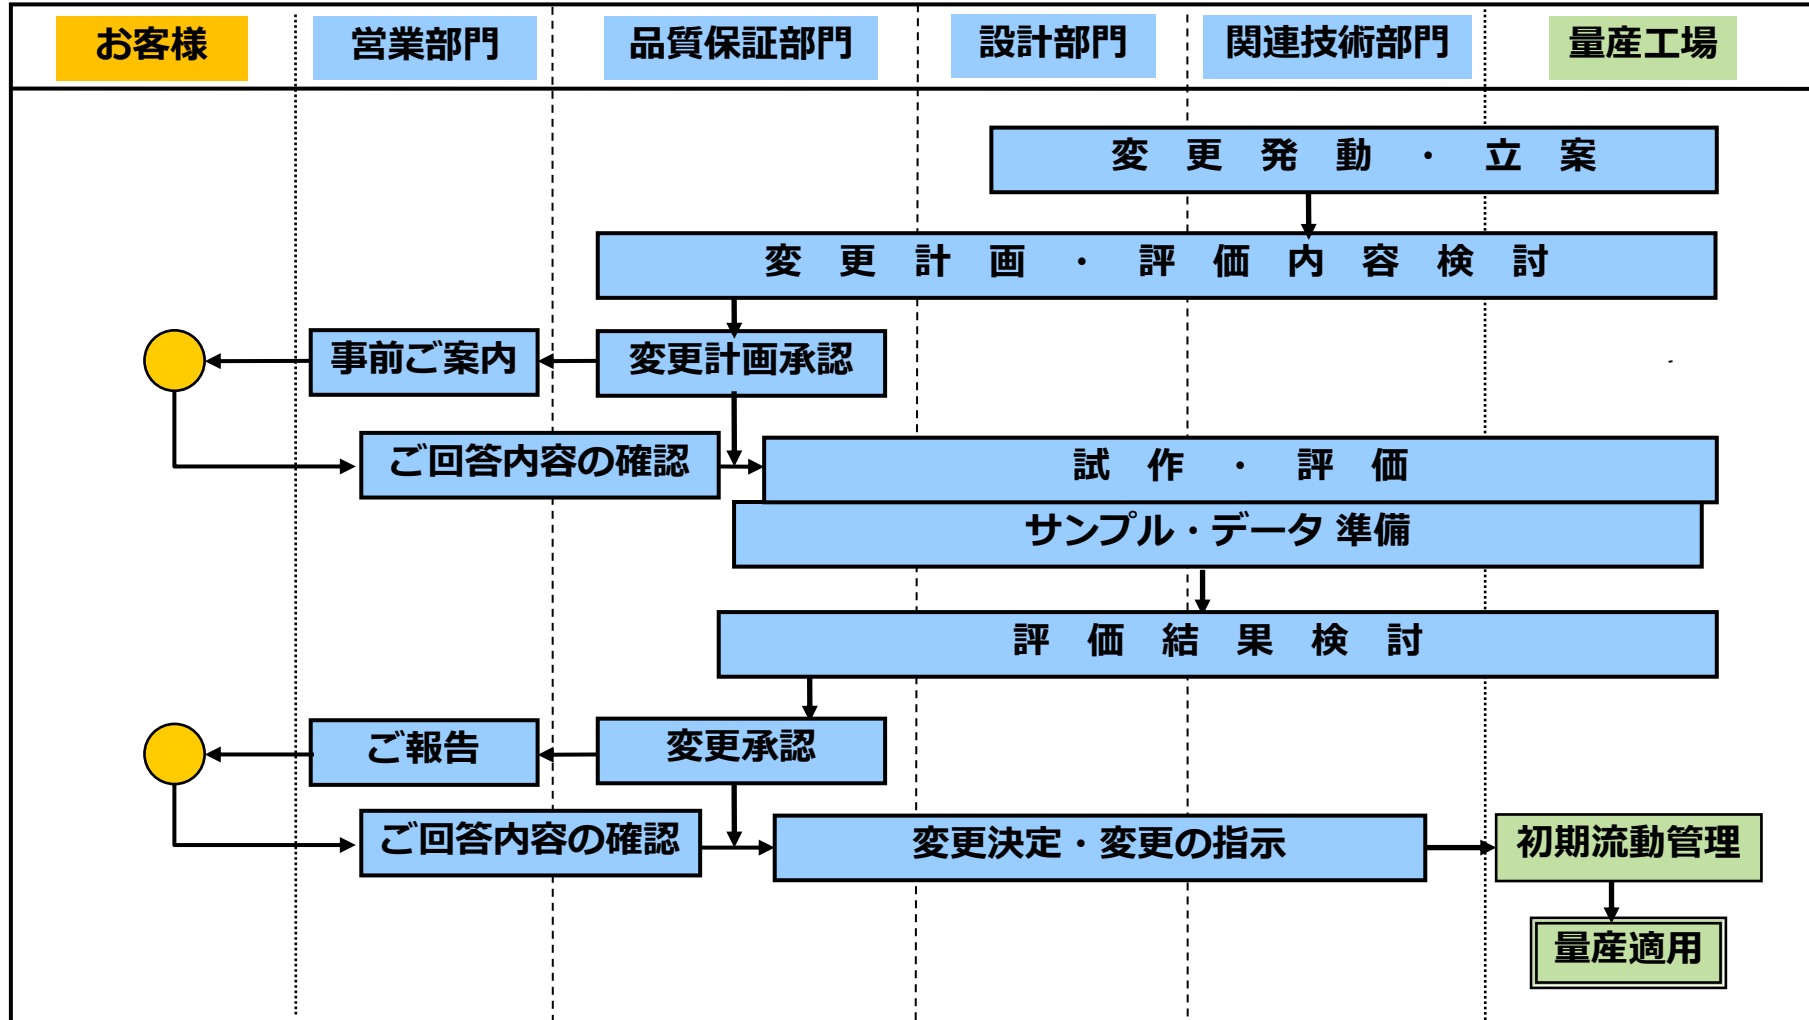 お客様 営業部門 品質保証部門 設計部門 関連技術部門 量産工場
変更発動・立案
変更計画・評価内容検討
事前ご案内 変更計画承認
ご回答内容の確認 試作・評価
サンプル・データ 準備
評価結果検討
ご報告 変更承認
ご回答内容の確認 変更決定・変更の指示 初期流動管理
量産適用